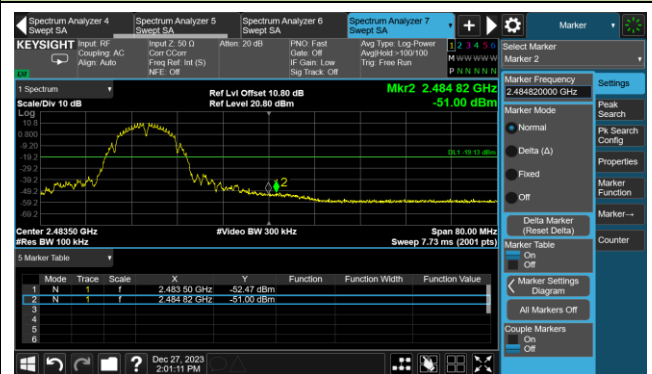 Spectrum Analyzer 4
Swept SA
Spectrum Analyzer 5
Swept SA
Spectrum Analyzer 6
Swept SA
Spectrum Analyzer 7
Swept SA
Marker
KEYSIGHT
Input: RF
Coupling: AC
Align: Auto
Input Z: 50 Ω
Corr CCorr
Freq Ref: Int (S)
NFE: Off
Atten: 20 dB
PNO: Fast
Gate: Off
IF Gain: Low
Sig Track: Off
Avg Type: Log-Power
Avg|Hold:>100/100
Trig: Free Run
1 2 3 4 5 6
M W W W W W
P N N N N N
LXI
Select Marker
Marker 2
1 Spectrum
Scale/Div 10 dB
Log
Ref Lvl Offset 10.80 dB
Ref Level 20.80 dBm
Mkr2 2.484 82 GHz
-51.00 dBm
10.8
0.800
-9.20
-19.2
-29.2
-39.2
-49.2
-59.2
-69.2
DL1 -19.13 dBm
2
Center 2.48350 GHz
#Res BW 100 kHz
#Video BW 300 kHz
Span 80.00 MHz
Sweep 7.73 ms (2001 pts)
5 Marker Table
Mode Trace Scale X Y Function Function Width Function Value
1 N 1 f 2.483 50 GHz -52.47 dBm
2 N 1 f 2.484 82 GHz -51.00 dBm
3
4
5
6
Marker Frequency
2.484820000 GHz
Marker Mode
Normal
Delta (Δ)
Fixed
Off
Delta Marker
(Reset Delta)
Marker Table
On
Off
Marker Settings
Diagram
All Markers Off
Couple Markers
On
Off
Settings
Peak
Search
Pk Search
Config
Properties
Marker
Function
Marker→
Counter
?
Dec 27, 2023
2:01:11 PM